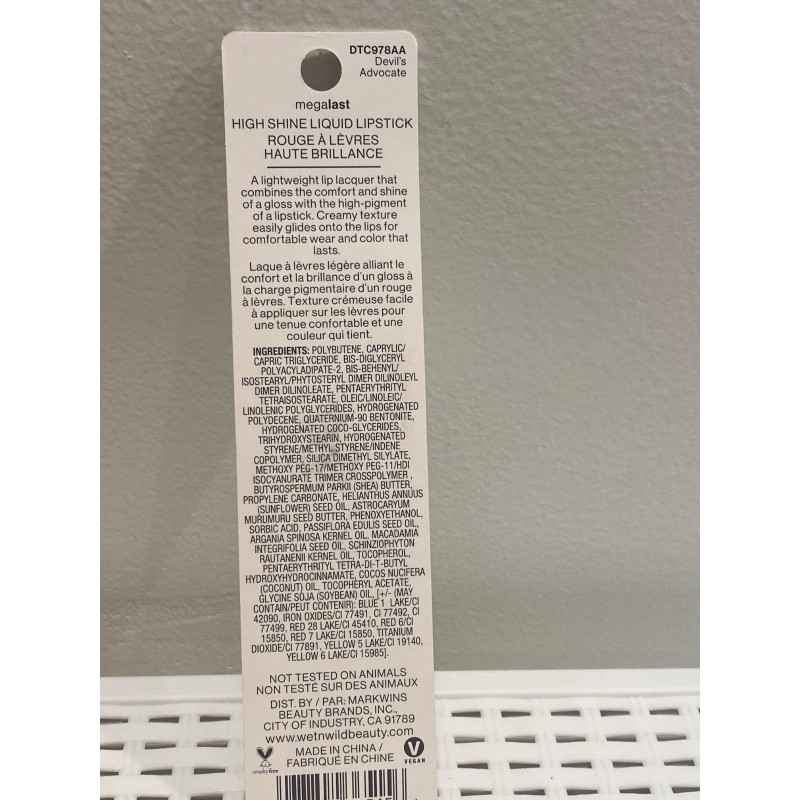 DTC978AA
Devil's
Advocate
megalast
HIGH SHINE LIQUID LIPSTICK
ROUGE À LÈVRES
HAUTE BRILLANCE
A lightweight lip lacquer that
combines the comfort and shine
of a gloss with the high-pigment
of a lipstick. Creamy texture
easily glides onto the lips for
comfortable wear and color that
lasts.
Laque à lèvres légère alliant le
confort et la brillance d'un gloss à
la charge pigmentaire d'un rouge
à lèvres. Texture crémeuse facile
à appliquer sur les lèvres pour
une tenue confortable et une
couleur qui tient.
INGREDIENTS: POLYBUTENE, CAPRYLIC/
CAPRIC TRIGLYCERIDE, BIS-DIGLYCERYL
POLYACYLADIPATE-2, BIS-BEHENYL/
ISOSTEARYL/PHYTOSTERYL DIMER DILINOLEYL
DIMER DILINOLEATE, PENTAERYTHRITYL
TETRAISOSTEARATE, OLEIC/LINOLEIC/
LINOLENIC POLYGLYCERIDES, HYDROGENATED
POLYDECENE, QUATERNIUM-90 BENTONITE,
HYDROGENATED COCO-GLYCERIDES,
TRIHYDROXYSTEARIN, HYDROGENATED
STYRENE/METHYL STYRENE/INDENE
COPOLYMER, SILICA DIMETHYL SILYLATE,
METHOXY PEG-17/METHOXY PEG-11/HDI
ISOCYANURATE TRIMER CROSSPOLYMER ,
BUTYROSPERMUM PARKII (SHEA) BUTTER,
PROPYLENE CARBONATE, HELIANTHUS ANNUUS
(SUNFLOWER) SEED OIL, ASTROCARYUM
MURUMURU SEED BUTTER, PHENOXYETHANOL,
SORBIC ACID, PASSIFLORA EDULIS SEED OIL,
ARGANIA SPINOSA KERNEL OIL, MACADAMIA
INTEGRIFOLIA SEED OIL, SCHINZIOPHYTON
RAUTANENII KERNEL OIL, TOCOPHEROL,
PENTAERYTHRITYL TETRA-DI-T-BUTYL
HYDROXYHYDROCINNAMATE, COCOS NUCIFERA
(COCONUT) OIL, TOCOPHERYL ACETATE,
GLYCINE SOJA (SOYBEAN) OIL, [+/- (MAY
CONTAIN/PEUT CONTENIR): BLUE 1 LAKE/CI
42090, IRON OXIDES/CI 77491, CI 77492, CI
77499, RED 28 LAKE/CI 45410, RED 6/CI
15850, RED 7 LAKE/CI 15850, TITANIUM
DIOXIDE/CI 77891, YELLOW 5 LAKE/CI 19140,
YELLOW 6 LAKE/CI 15985].
NOT TESTED ON ANIMALS
NON TESTÉ SUR DES ANIMAUX
DIST. BY / PAR: MARKWINS
BEAUTY BRANDS, INC.,
CITY OF INDUSTRY, CA 91789
www.wetnwildbeauty.com
MADE IN CHINA /
FABRIQUÉ EN CHINE
cruelty free
V
VEGAN